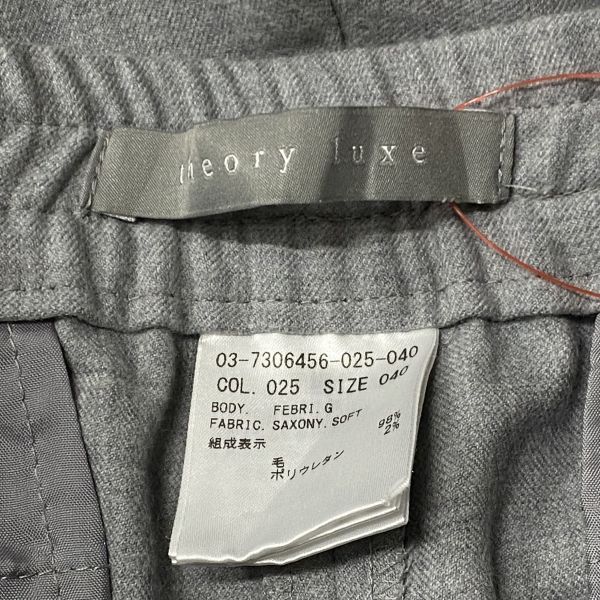 theory luxe
03-7306456-025-040
COL. 025 SIZE 040
BODY. FEBRI.G
FABRIC. SAXONY.SOFT
組成表示
毛 98%
ポリウレタン 2%